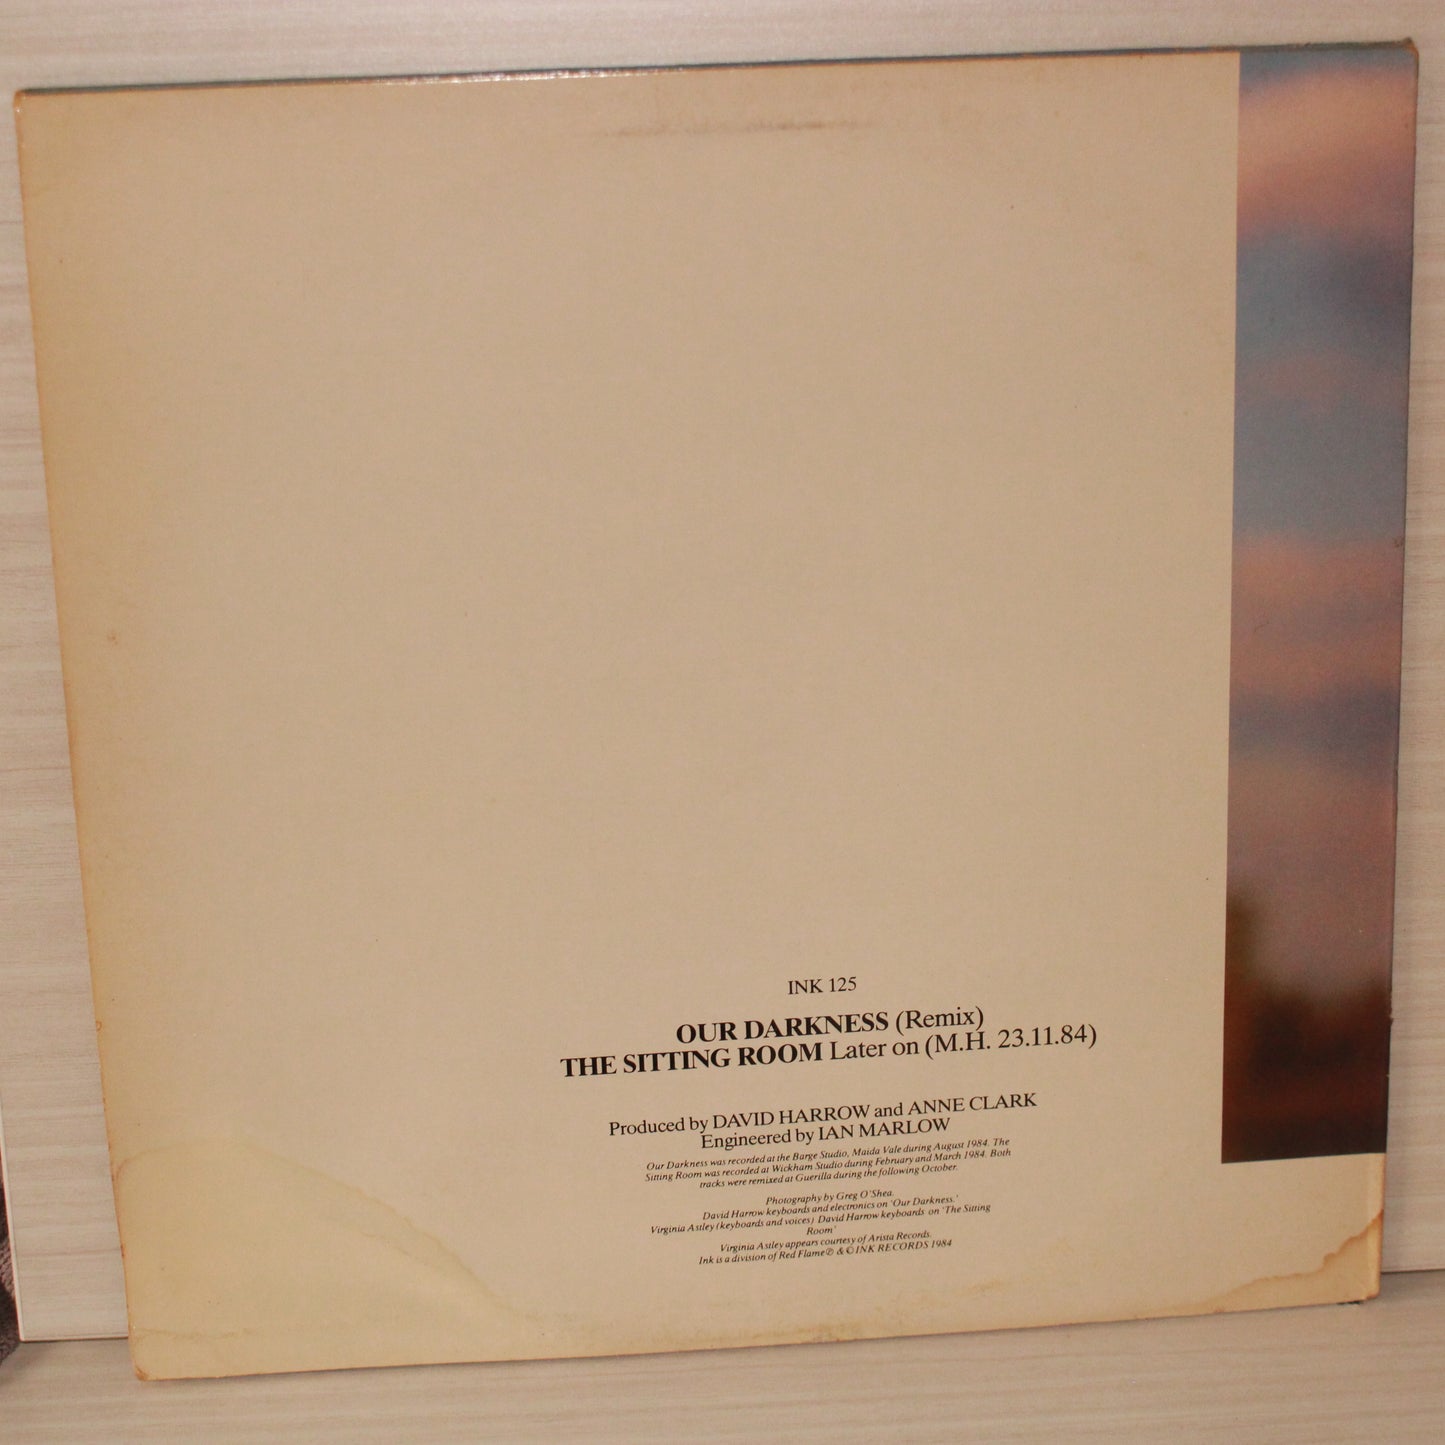 INK 125
OUR DARKNESS (Remix)
THE SITTING ROOM Later on (M.H. 23.11.84)
Produced by DAVID HARROW and ANNE CLARK
Engineered by IAN MARLOW
Our Darkness was recorded at the Barge Studio, Maida Vale during August 1984. The
Sitting Room was recorded at Wickham Studio during February and March 1984. Both
tracks were remixed at Guerilla during the following October.
Photography by Greg O'Shea.
David Harrow keyboards and electronics on 'Our Darkness.'
Virginia Astley (keyboards and voices) David Harrow keyboards on 'The Sitting
Room'
Virginia Astley appears courtesy of Arista Records.
Ink is a division of Red Flame ℗ & © INK RECORDS 1984